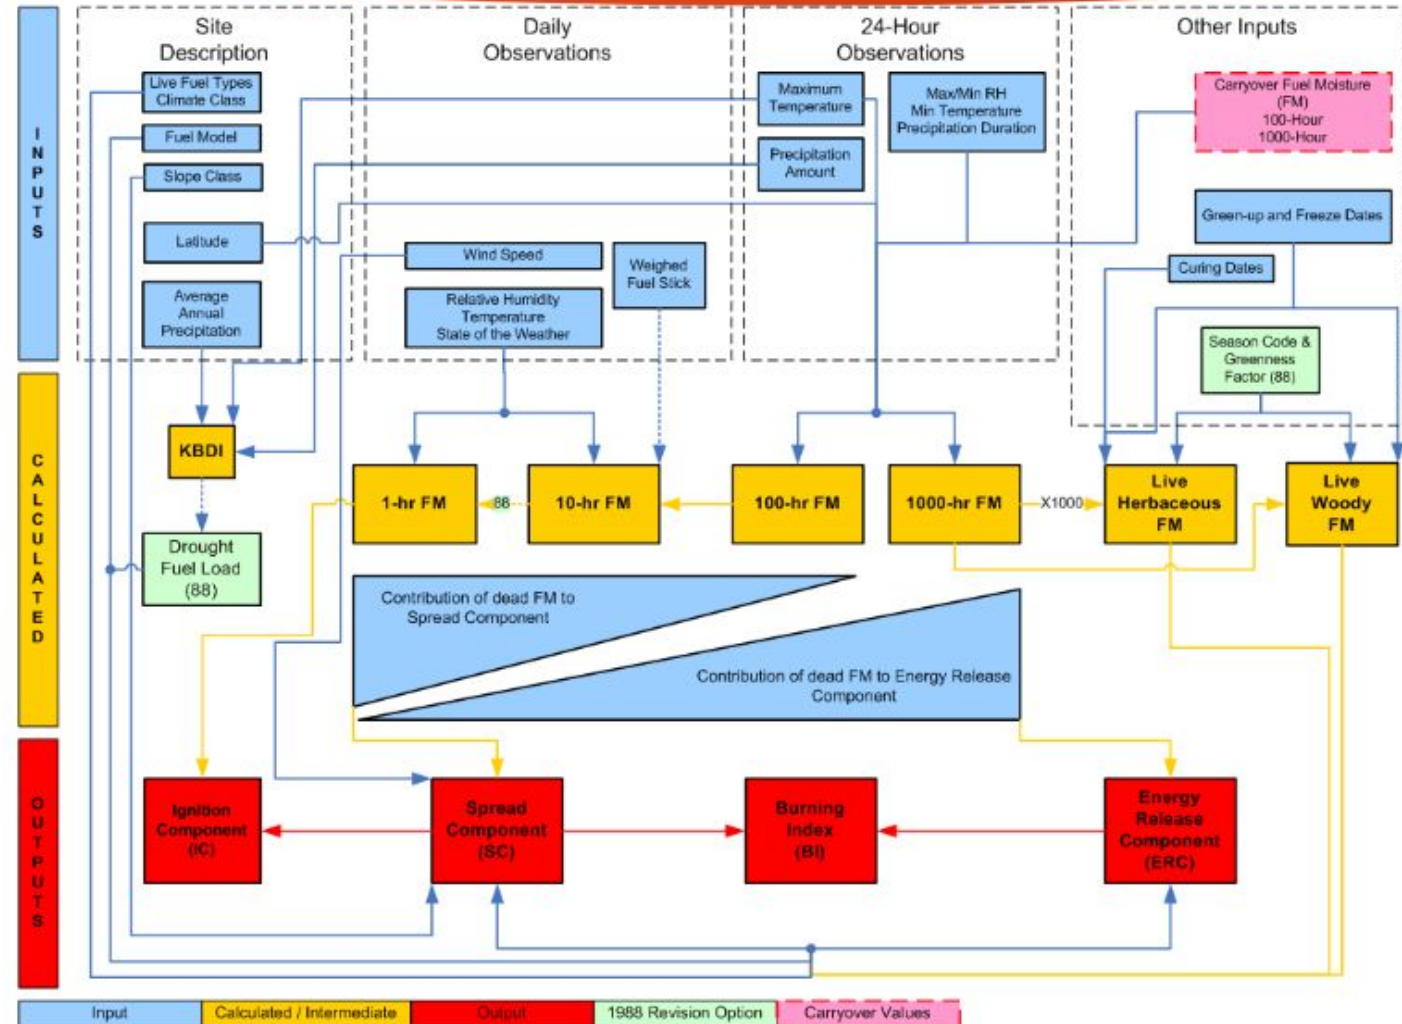 Site
Description
Daily
Observations
24-Hour
Observations
Other Inputs
INPUTS
Live Fuel Types
Climate Class
Fuel Model
Slope Class
Latitude
Average
Annual
Precipitation
Wind Speed
Relative Humidity
Temperature
State of the Weather
Weighed
Fuel Stick
Maximum
Temperature
Precipitation
Amount
Max/Min RH
Min Temperature
Precipitation Duration
Carryover Fuel Moisture
(FM)
100-Hour
1000-Hour
Green-up and Freeze Dates
Curing Dates
Season Code &
Greenness
Factor (88)
CALCULATED
KBDI
Drought
Fuel Load
(88)
1-hr FM
88
10-hr FM
100-hr FM
1000-hr FM
X1000
Live
Herbaceous
FM
Live
Woody
FM
Contribution of dead FM to
Spread Component
Contribution of dead FM to Energy Release
Component
OUTPUTS
Ignition
Component
(IC)
Spread
Component
(SC)
Burning
Index
(BI)
Energy
Release
Component
(ERC)
Input
Calculated / Intermediate
Output
1988 Revision Option
Carryover Values